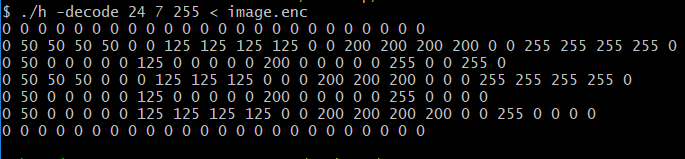 $ ./h -decode 24 7 255 < image.enc
0 0 0 0 0 0 0 0 0 0 0 0 0 0 0 0 0 0 0 0 0 0 0 0
0 50 50 50 50 0 0 125 125 125 125 0 0 200 200 200 200 0 0 255 255 255 255 0
0 50 0 0 0 0 0 125 0 0 0 0 0 200 0 0 0 0 0 255 0 0 255 0
0 50 50 50 0 0 0 125 125 125 0 0 0 200 200 200 0 0 0 255 255 255 255 0
0 50 0 0 0 0 0 125 0 0 0 0 0 200 0 0 0 0 0 255 0 0 0 0
0 50 0 0 0 0 0 125 125 125 125 0 0 200 200 200 200 0 0 255 0 0 0 0
0 0 0 0 0 0 0 0 0 0 0 0 0 0 0 0 0 0 0 0 0 0 0 0